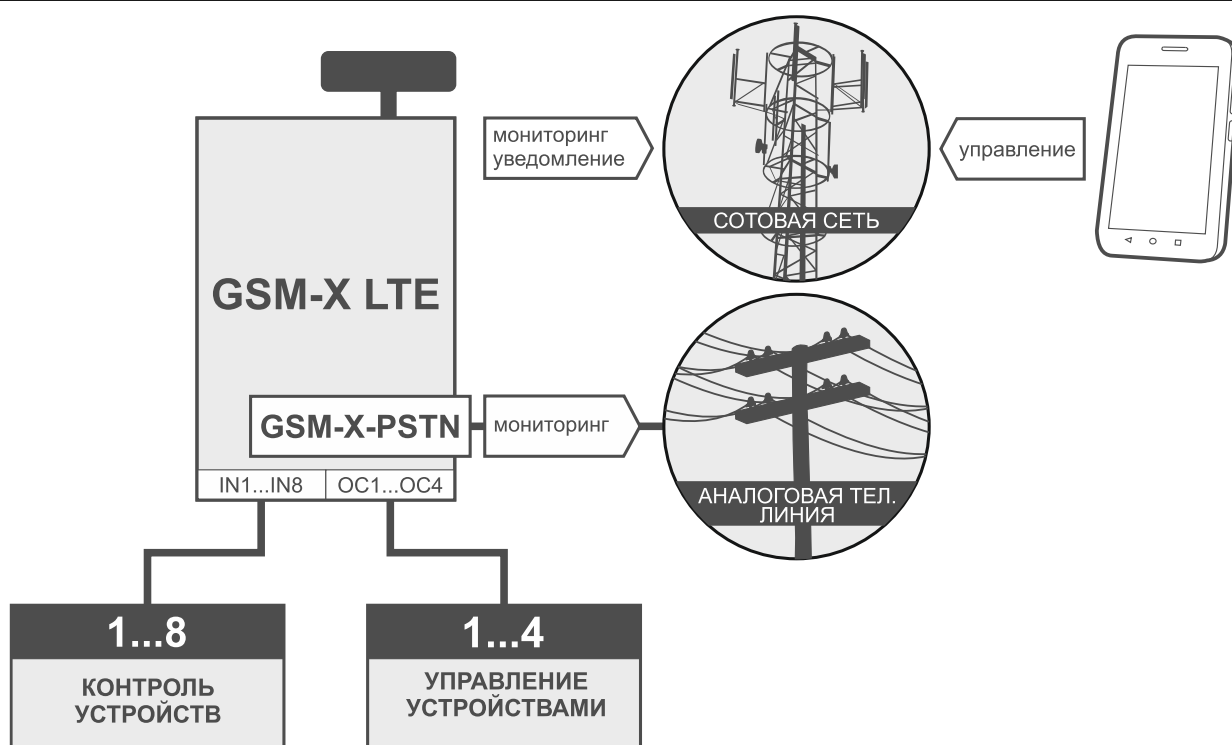 мониторинг
уведомление
управление
СОТОВАЯ СЕТЬ
GSM-X LTE
GSM-X-PSTN
мониторинг
IN1...IN8
OC1...OC4
АНАЛОГОВАЯ ТЕЛ.
ЛИНИЯ
1...8
КОНТРОЛЬ
УСТРОЙСТВ
1...4
УПРАВЛЕНИЕ
УСТРОЙСТВАМИ